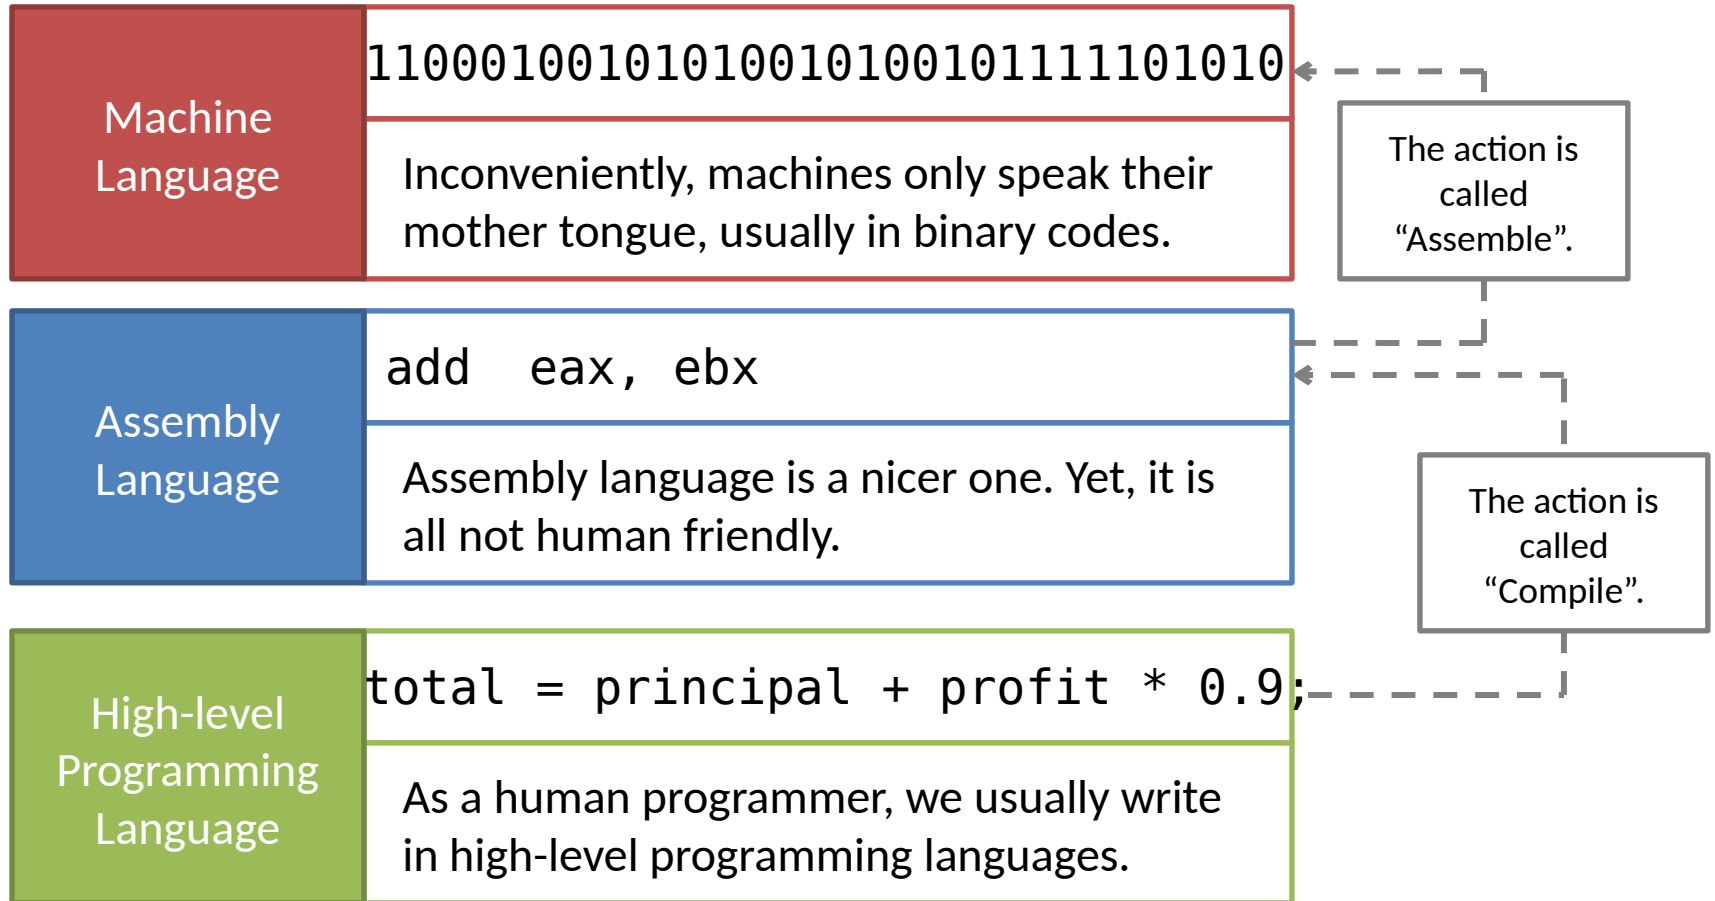 Machine
Language
11000100101010010100101111101010
Inconveniently, machines only speak their
mother tongue, usually in binary codes.
The action is
called
“Assemble”.
Assembly
Language
add  eax, ebx
Assembly language is a nicer one. Yet, it is
all not human friendly.
The action is
called
“Compile”.
High-level
Programming
Language
total = principal + profit * 0.9;
As a human programmer, we usually write
in high-level programming languages.